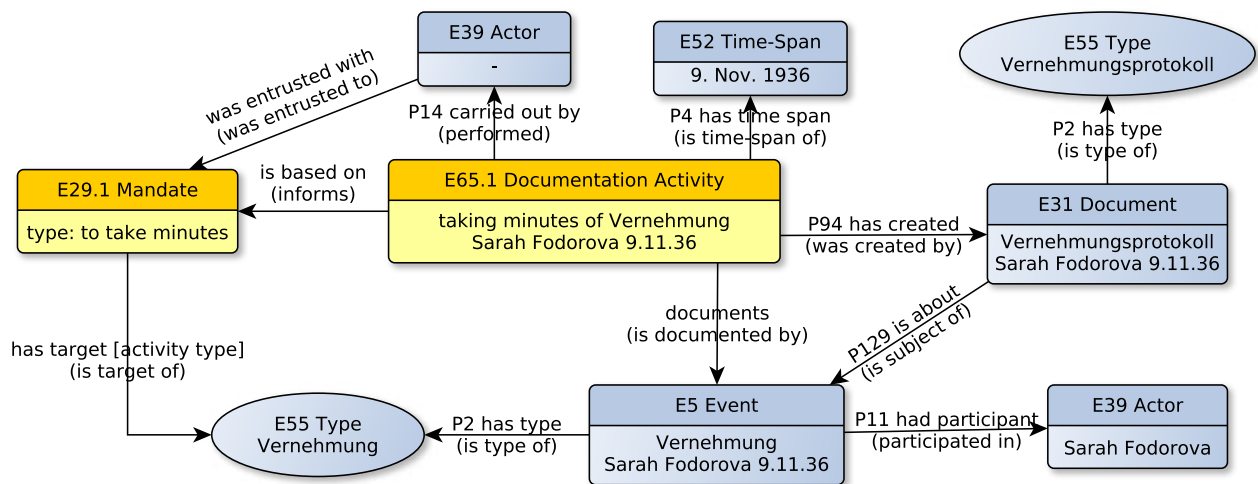 E39 Actor
-
E52 Time-Span
9. Nov. 1936
E55 Type
Vernehmungsprotokoll
was entrusted with
(was entrusted to)
P14 carried out by
(performed)
P4 has time span
(is time-span of)
P2 has type
(is type of)
E29.1 Mandate
type: to take minutes
is based on
(informs)
E65.1 Documentation Activity
taking minutes of Vernehmung
Sarah Fodorova 9.11.36
P94 has created
(was created by)
E31 Document
Vernehmungsprotokoll
Sarah Fodorova 9.11.36
has target [activity type]
(is target of)
documents
(is documented by)
P129 is about
(is subject of)
E55 Type
Vernehmung
P2 has type
(is type of)
E5 Event
Vernehmung
Sarah Fodorova 9.11.36
P11 had participant
(participated in)
E39 Actor
Sarah Fodorova